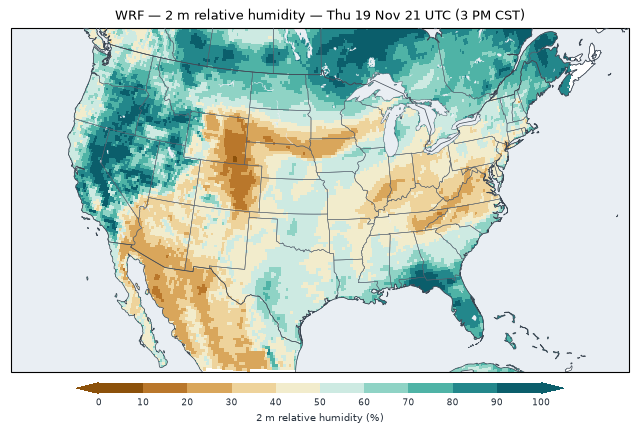 WRF — 2 m relative humidity — Thu 19 Nov 21 UTC (3 PM CST)
0 10 20 30 40 50 60 70 80 90 100
2 m relative humidity (%)